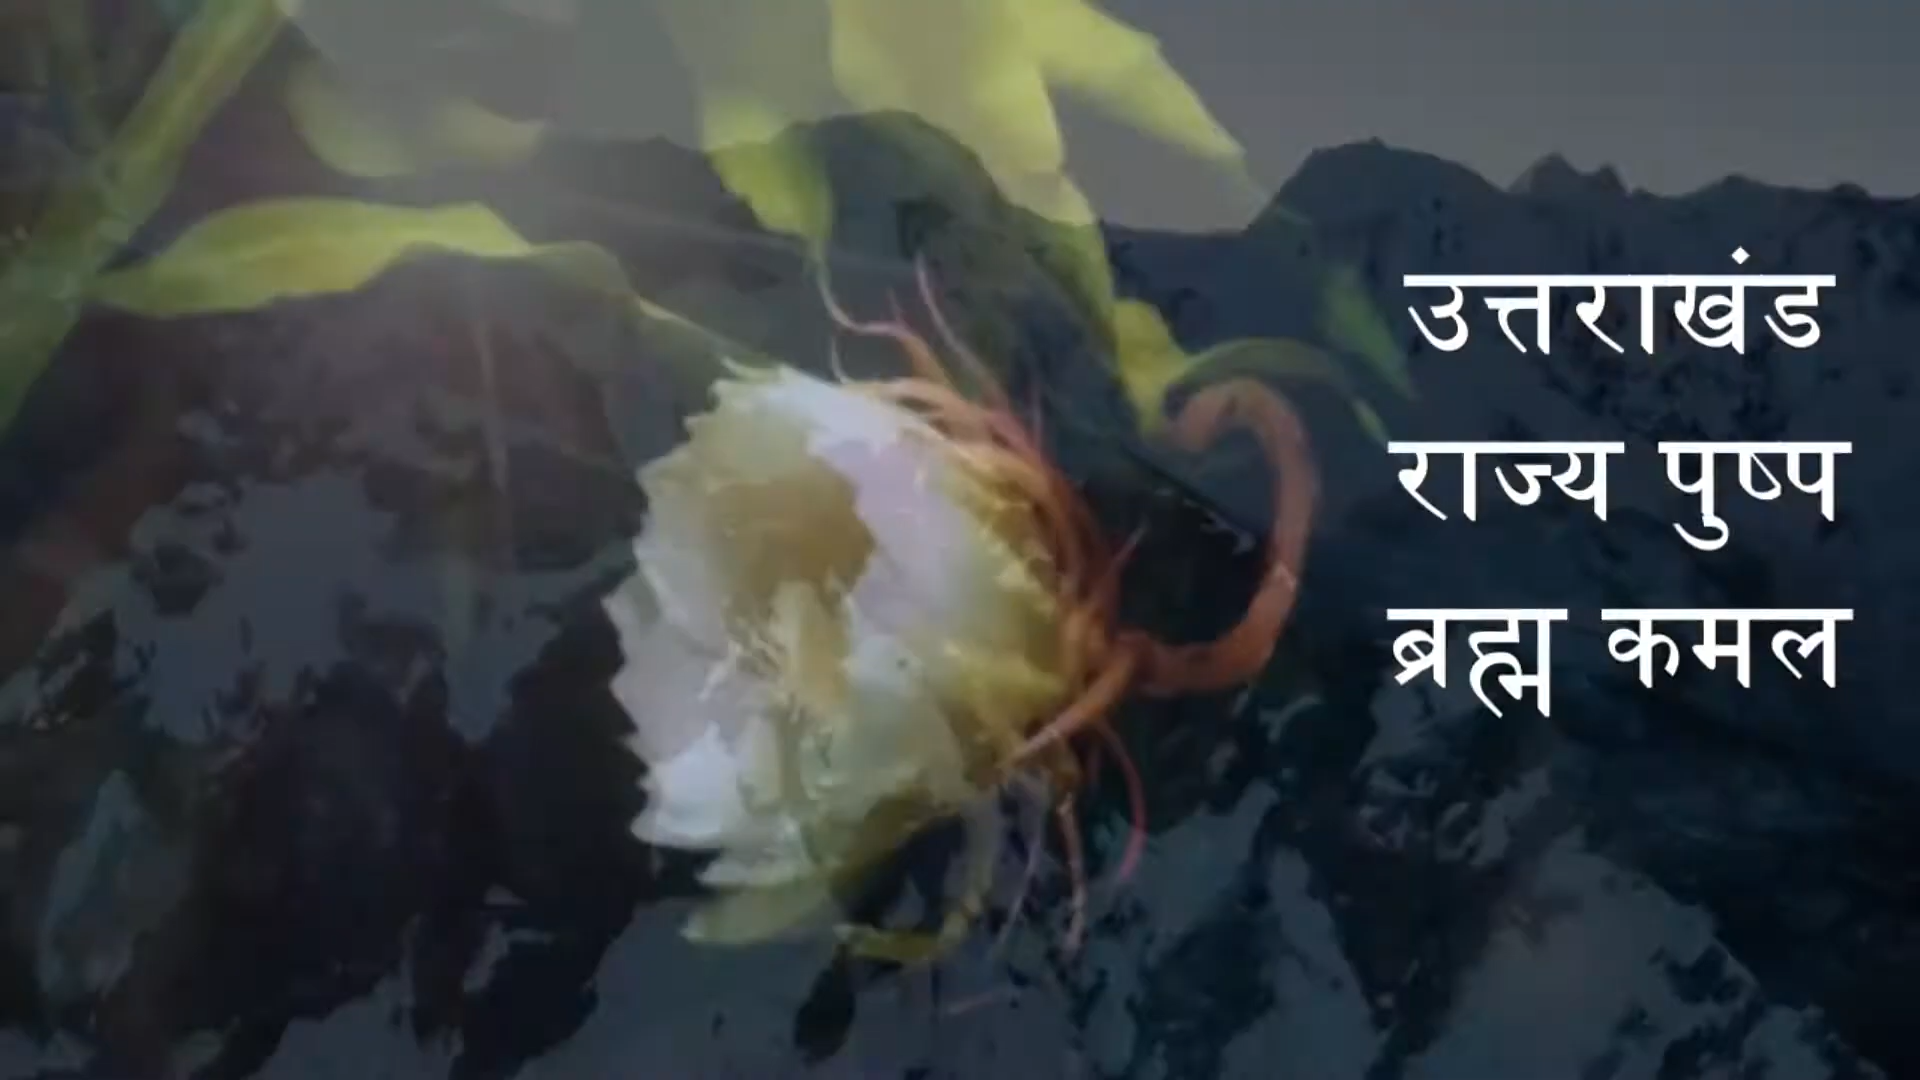 उत्तराखंड
राज्य पुष्प
ब्रह्म कमल